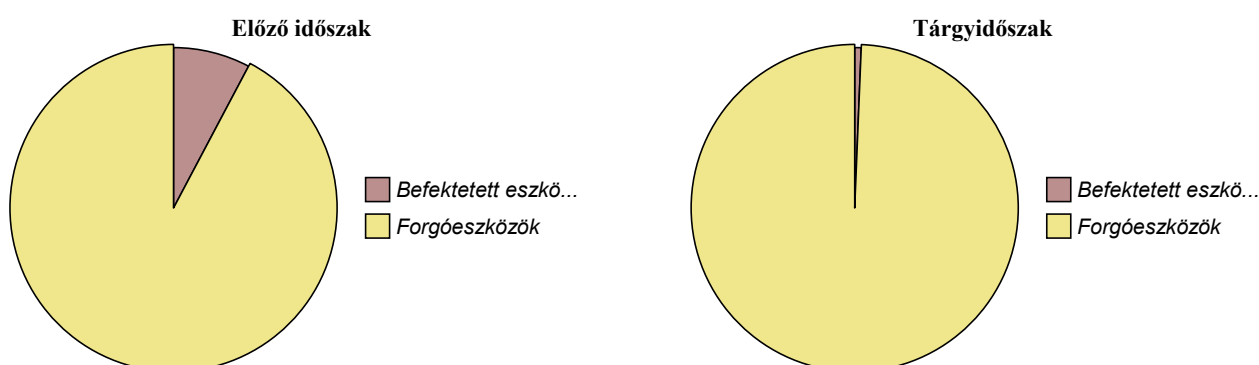 Előző időszak
Befektetett eszkö...
Forgóeszközök
Tárgyidőszak
Befektetett eszkö...
Forgóeszközök